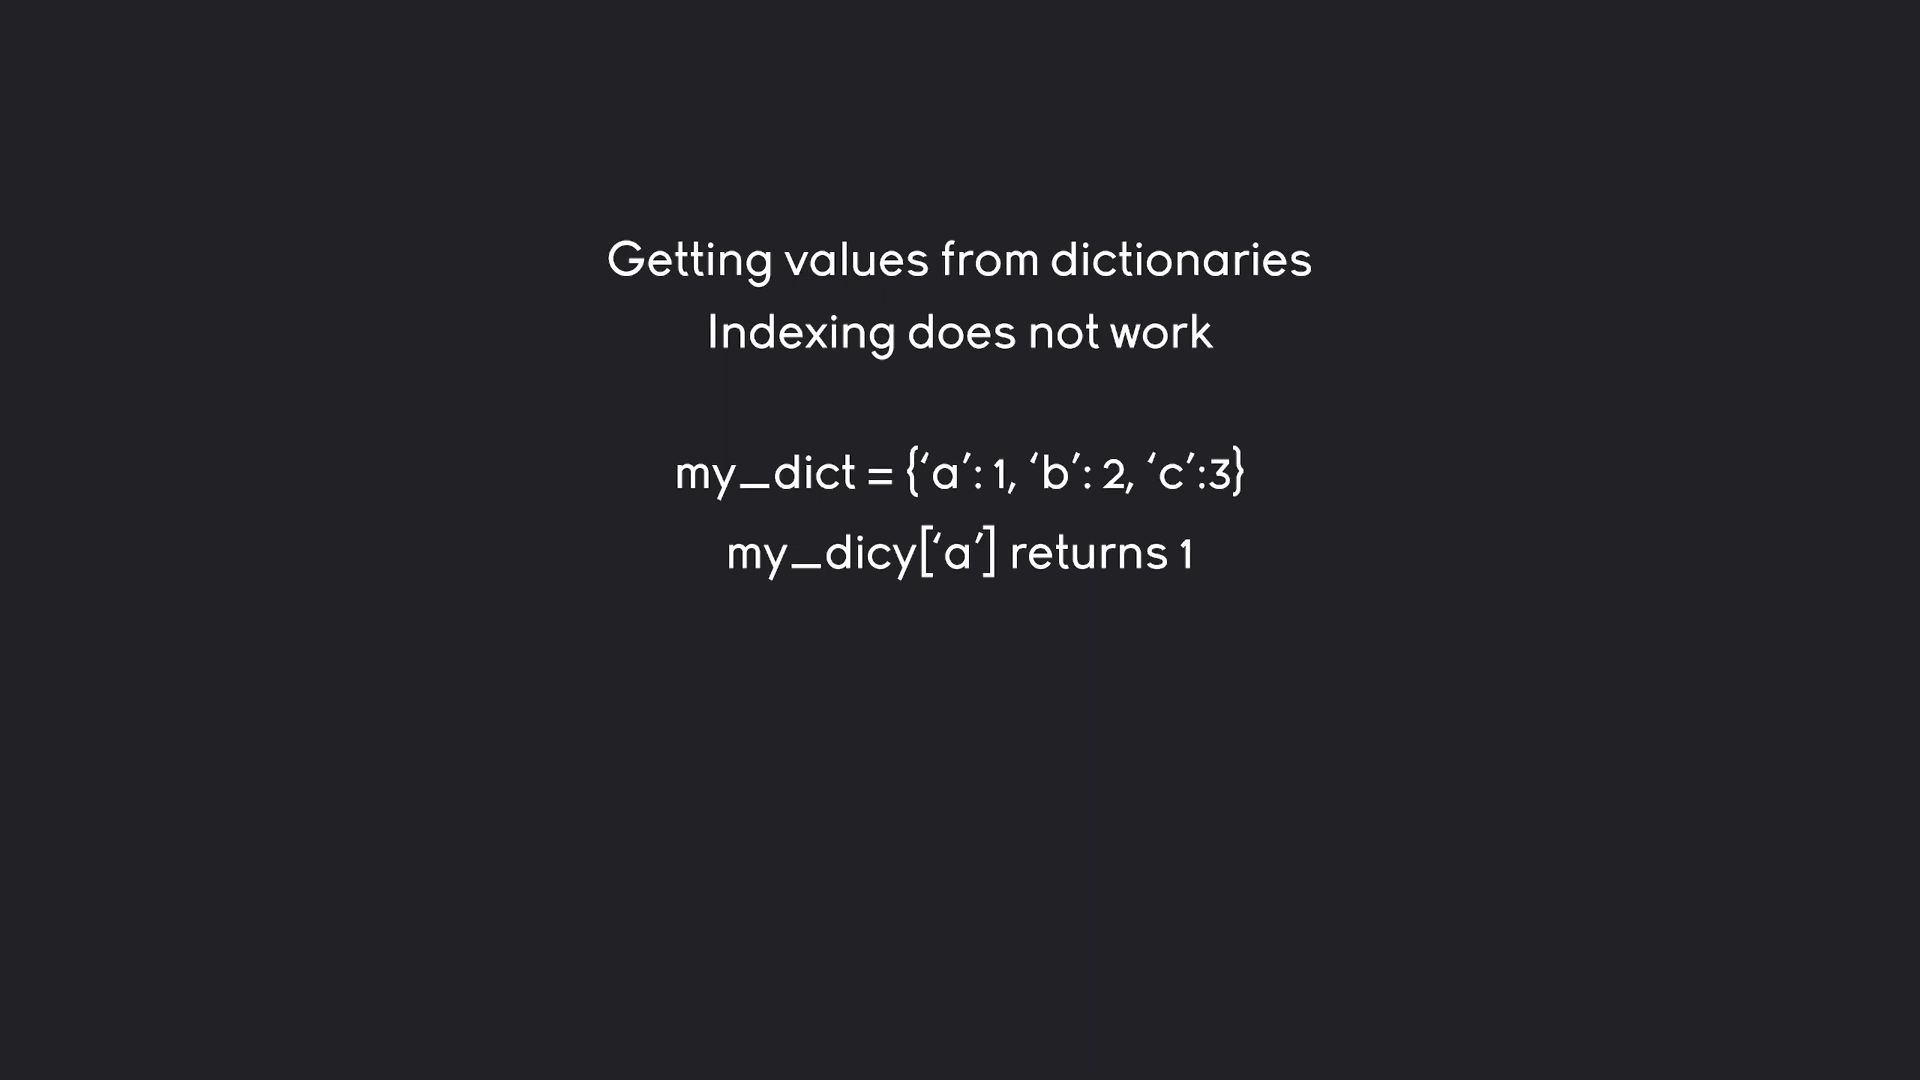 Getting values from dictionaries
Indexing does not work
my_dict = {‘a’: 1, ‘b’: 2, ‘c’:3}
my_dicy[‘a’] returns 1